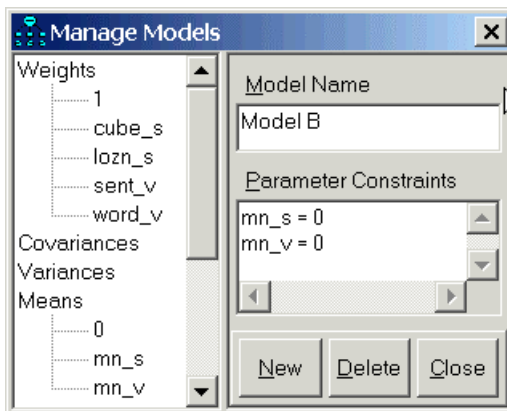 Manage Models
Weights
1
cube_s
lozn_s
sent_v
word_v
Covariances
Variances
Means
0
mn_s
mn_v
Model Name
Model B
Parameter Constraints
mn_s = 0
mn_v = 0
New
Delete
Close